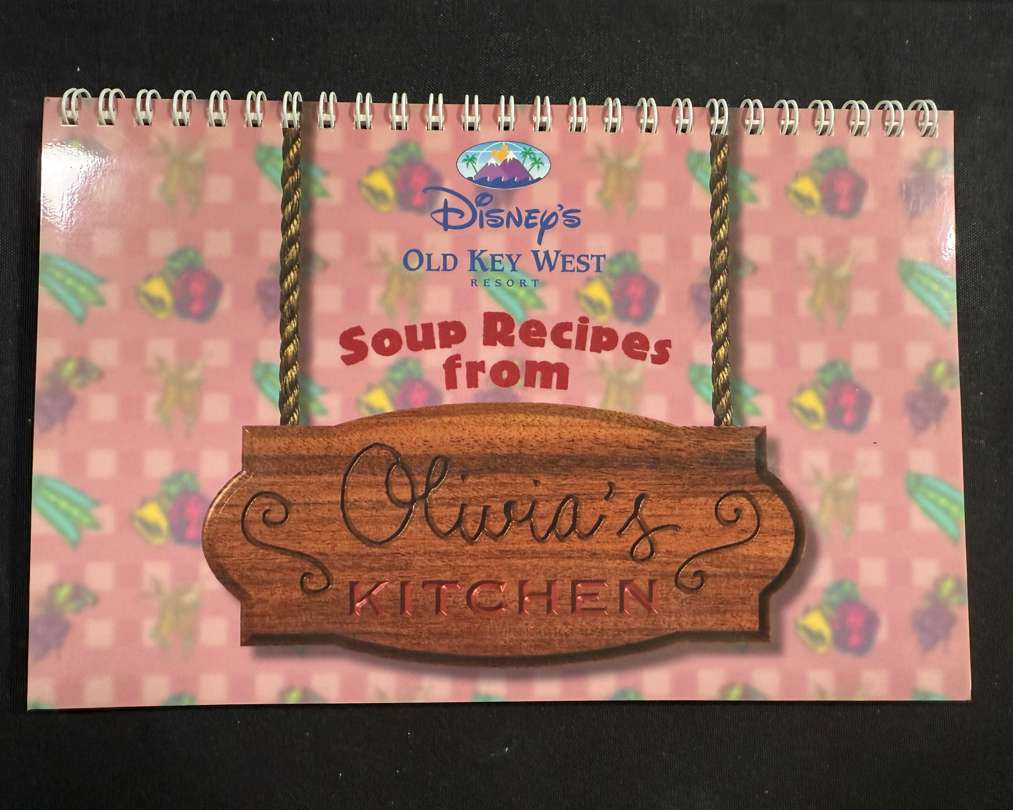 Disney's
Old Key West
RESORT
Soup Recipes
from
Olivia's
KITCHEN